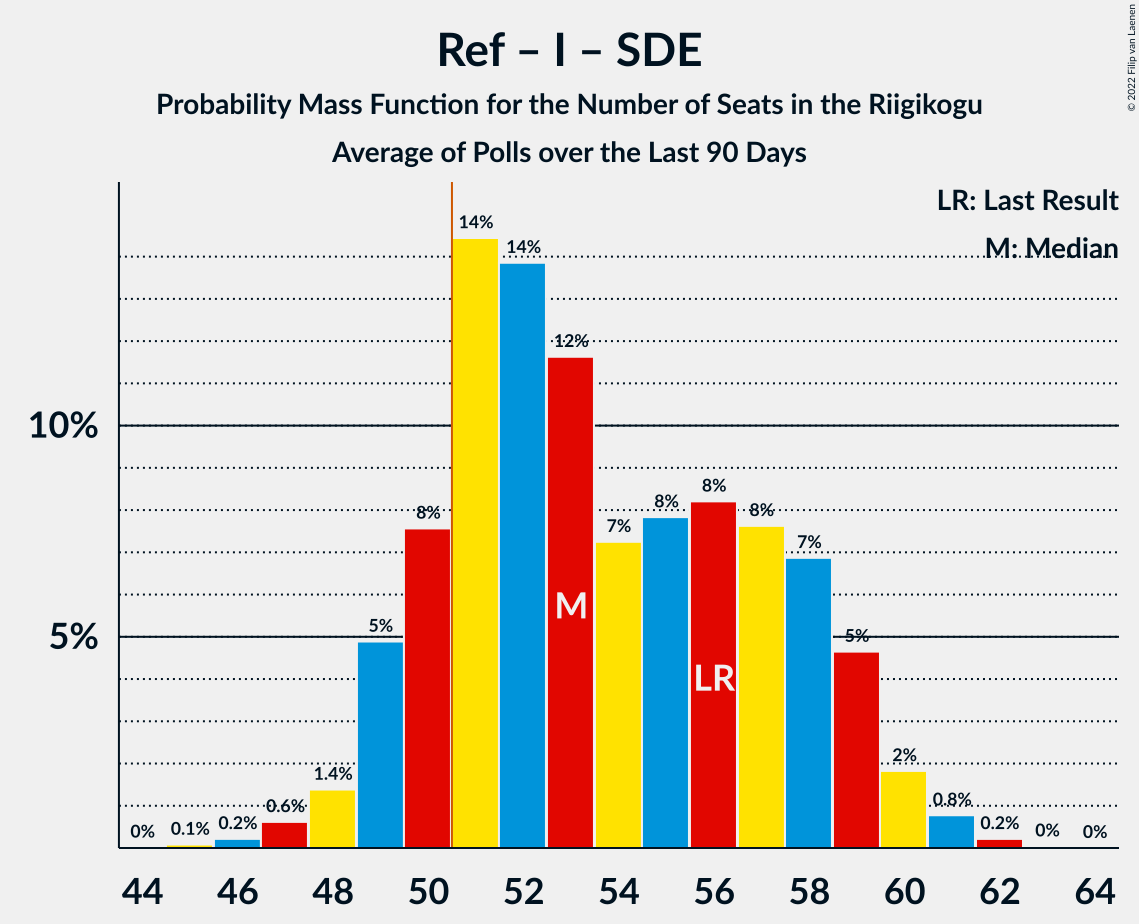 Ref – I – SDE
Probability Mass Function for the Number of Seats in the Riigikogu
Average of Polls over the Last 90 Days
© 2022 Filip van Laenen
LR: Last Result
M: Median
10%
5%
0%
0.1%
0.2%
0.6%
1.4%
5%
8%
14%
14%
12%
7%
8%
8%
8%
7%
5%
2%
0.8%
0.2%
0%
0%
M
LR
44 46 48 50 52 54 56 58 60 62 64